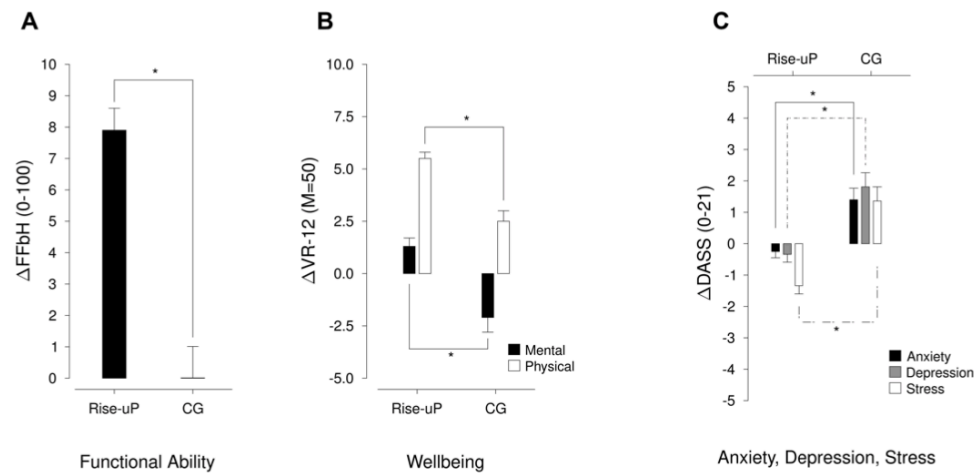 A
ΔFFbH (0-100)
10
9
8
7
6
5
4
3
2
1
0
*
Rise-uP CG
Functional Ability
B
ΔVR-12 (M=50)
10.0
7.5
5.0
2.5
0.0
-2.5
-5.0
*
*
Mental
Physical
Rise-uP CG
Wellbeing
C
Rise-uP CG
ΔDASS (0-21)
5
4
3
2
1
0
-1
-2
-3
-4
-5
*
*
*
Anxiety
Depression
Stress
Anxiety, Depression, Stress